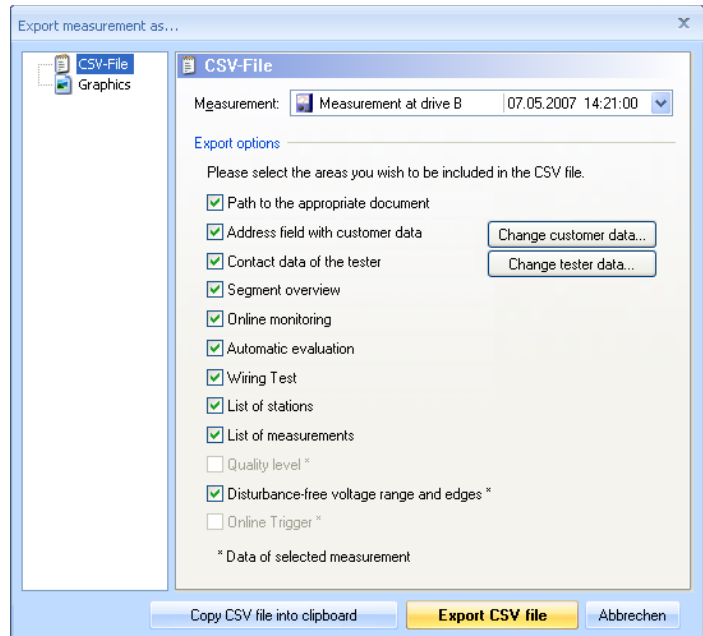 Export measurement as...
CSV-File
Graphics
CSV-File
Measurement: Measurement at drive B 07.05.2007 14:21:00
Export options
Please select the areas you wish to be included in the CSV file.
Path to the appropriate document
Address field with customer data Change customer data...
Contact data of the tester Change tester data...
Segment overview
Online monitoring
Automatic evaluation
Wiring Test
List of stations
List of measurements
Quality level *
Disturbance-free voltage range and edges *
Online Trigger *
* Data of selected measurement
Copy CSV file into clipboard Export CSV file Abbrechen